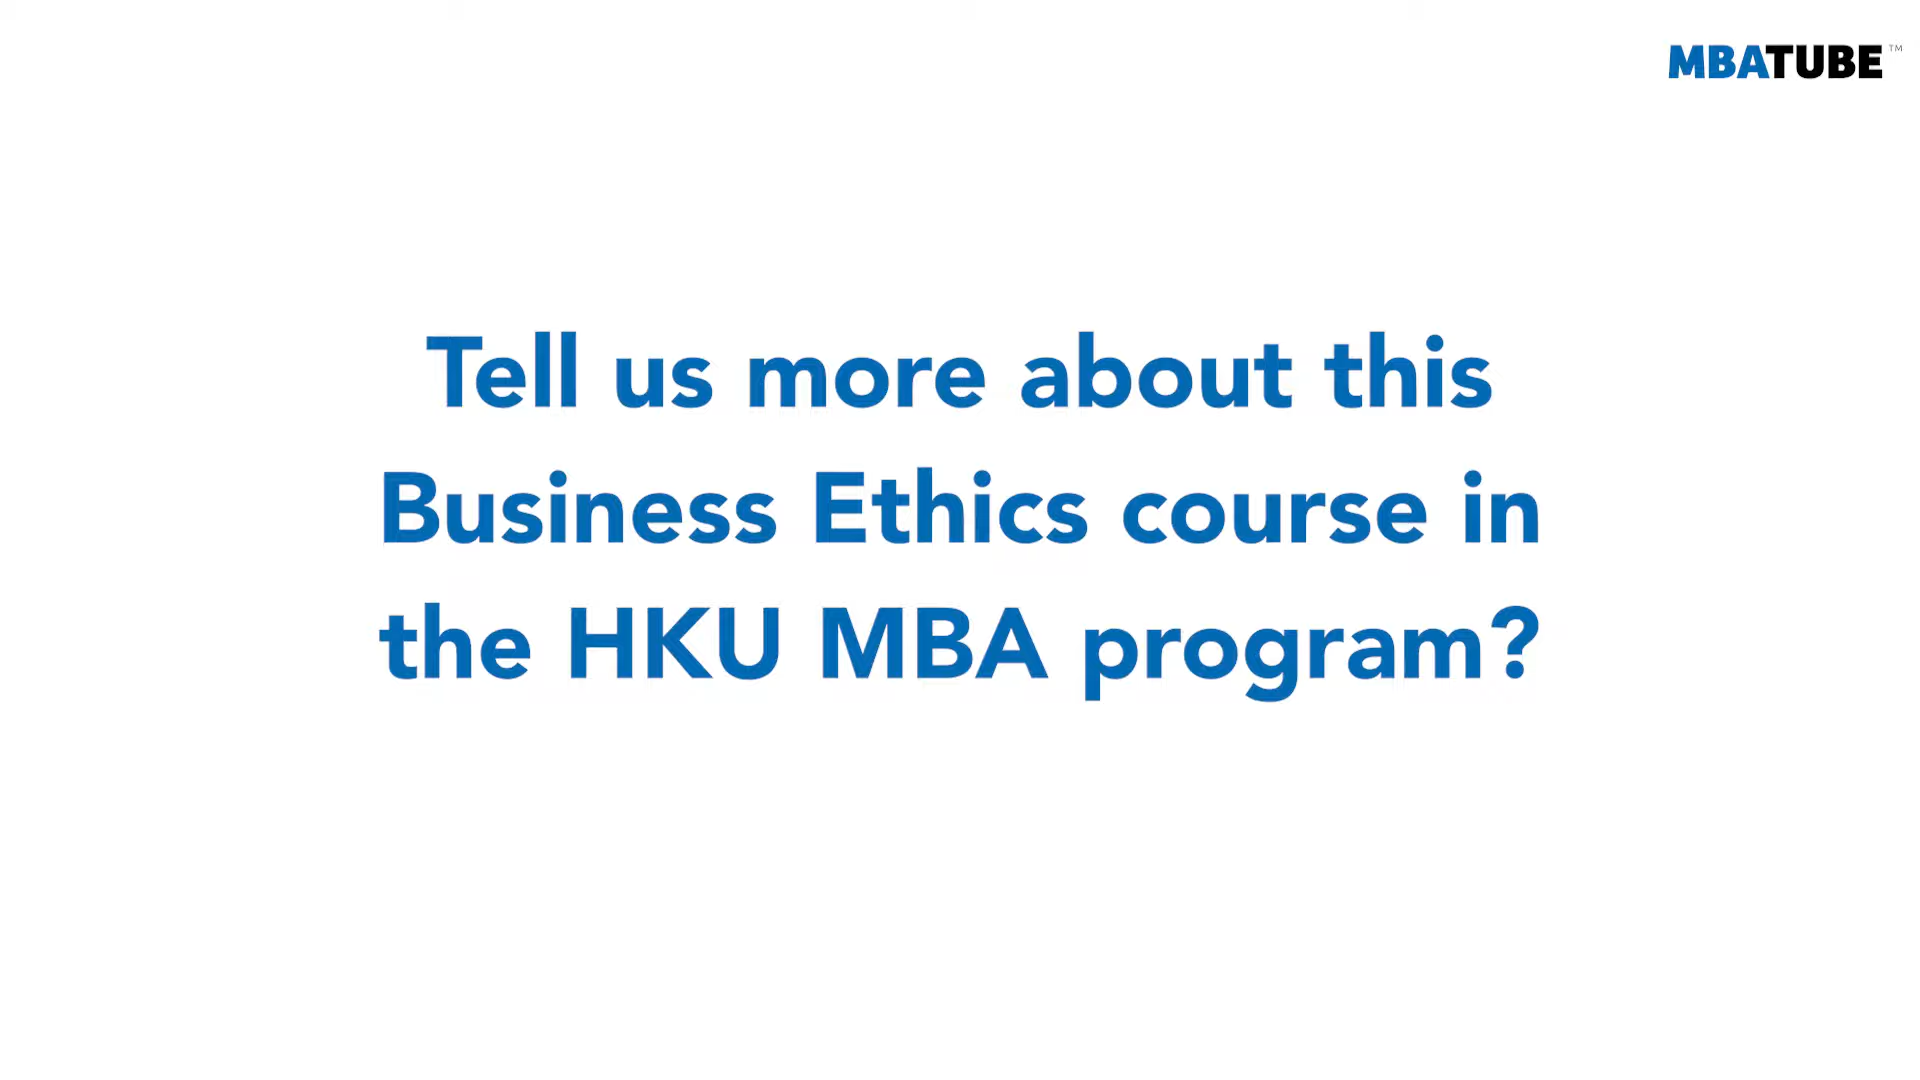 MBATUBE™
Tell us more about this
Business Ethics course in
the HKU MBA program?